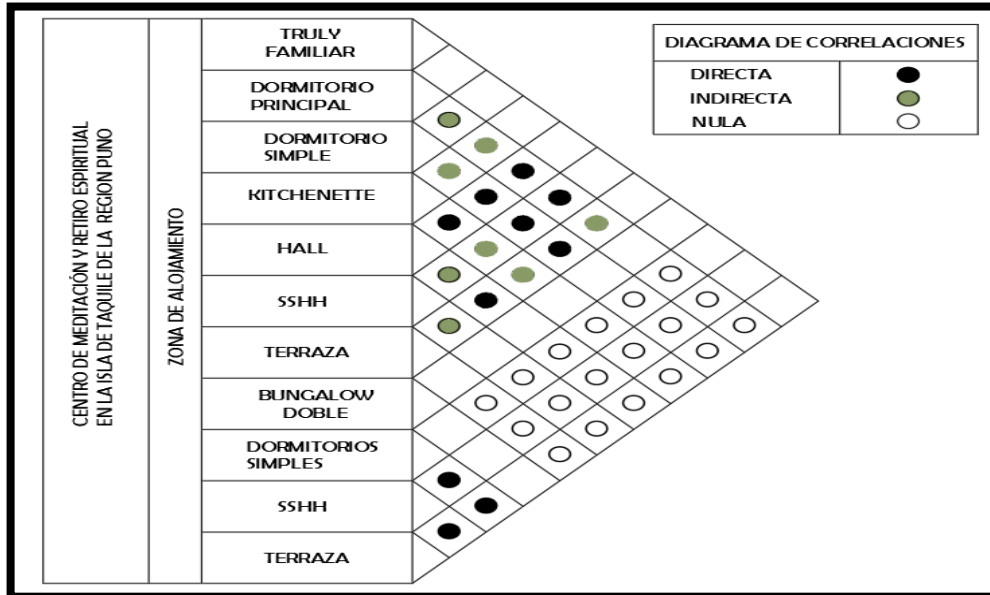 CENTRO DE MEDITACIÓN Y RETIRO ESPIRITUAL
EN LA ISLA DE TAQUILE DE LA REGION PUNO
ZONA DE ALOJAMIENTO
TRULY
FAMILIAR
DORMITORIO
PRINCIPAL
DORMITORIO
SIMPLE
KITCHENETTE
HALL
SSHH
TERRAZA
BUNGALOW
DOBLE
DORMITORIOS
SIMPLES
SSHH
TERRAZA
DIAGRAMA DE CORRELACIONES
DIRECTA
INDIRECTA
NULA